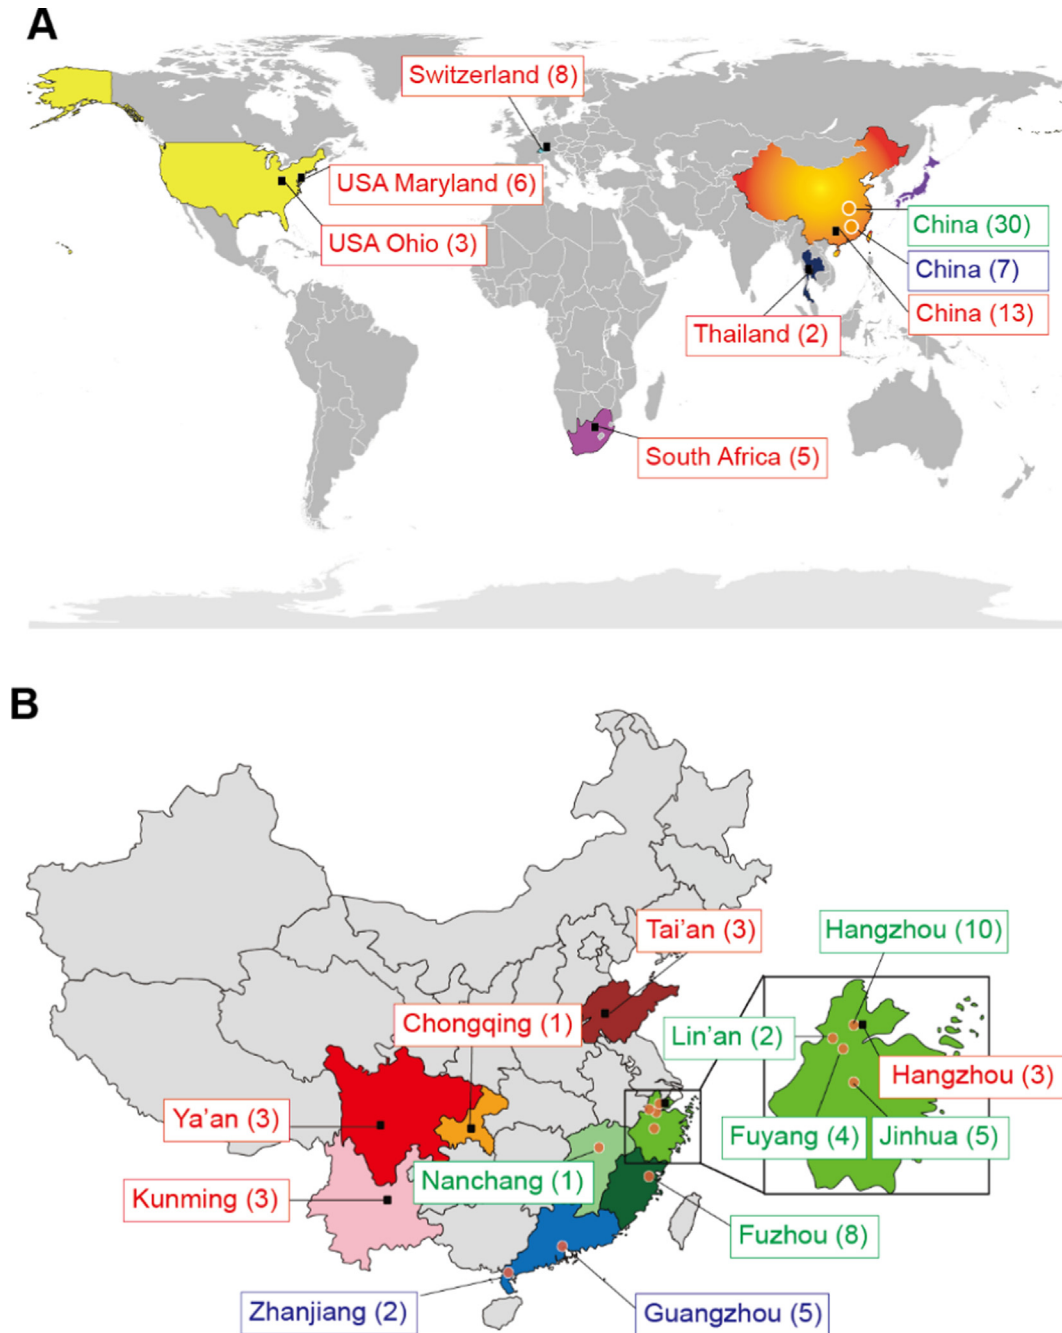 A
Switzerland (8)
USA Maryland (6)
USA Ohio (3)
China (30)
China (7)
China (13)
Thailand (2)
South Africa (5)
B
Tai’an (3)
Hangzhou (10)
Chongqing (1)
Lin’an (2)
Hangzhou (3)
Ya’an (3)
Fuyang (4)
Jinhua (5)
Nanchang (1)
Kunming (3)
Fuzhou (8)
Zhanjiang (2)
Guangzhou (5)